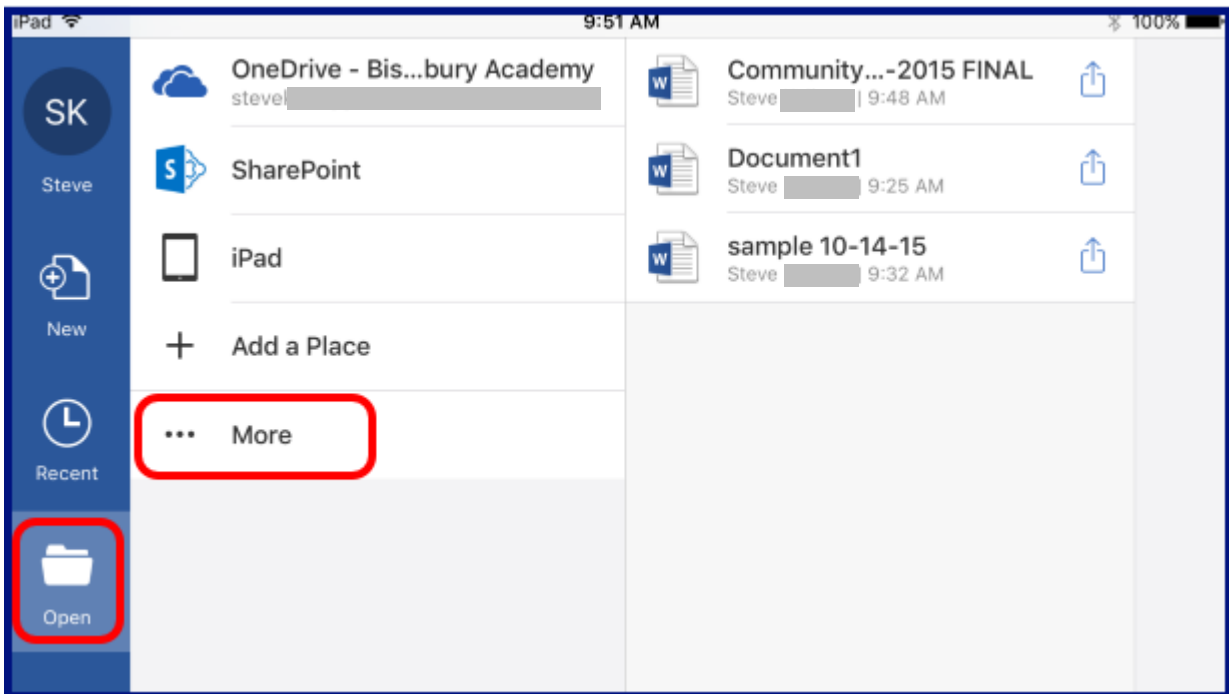 iPad 9:51 AM 100%
SK
Steve
New
Recent
Open
OneDrive - Bis...bury Academy
steve
SharePoint
iPad
Add a Place
More
Community...-2015 FINAL
Steve | 9:48 AM
Document1
Steve 9:25 AM
sample 10-14-15
Steve 9:32 AM